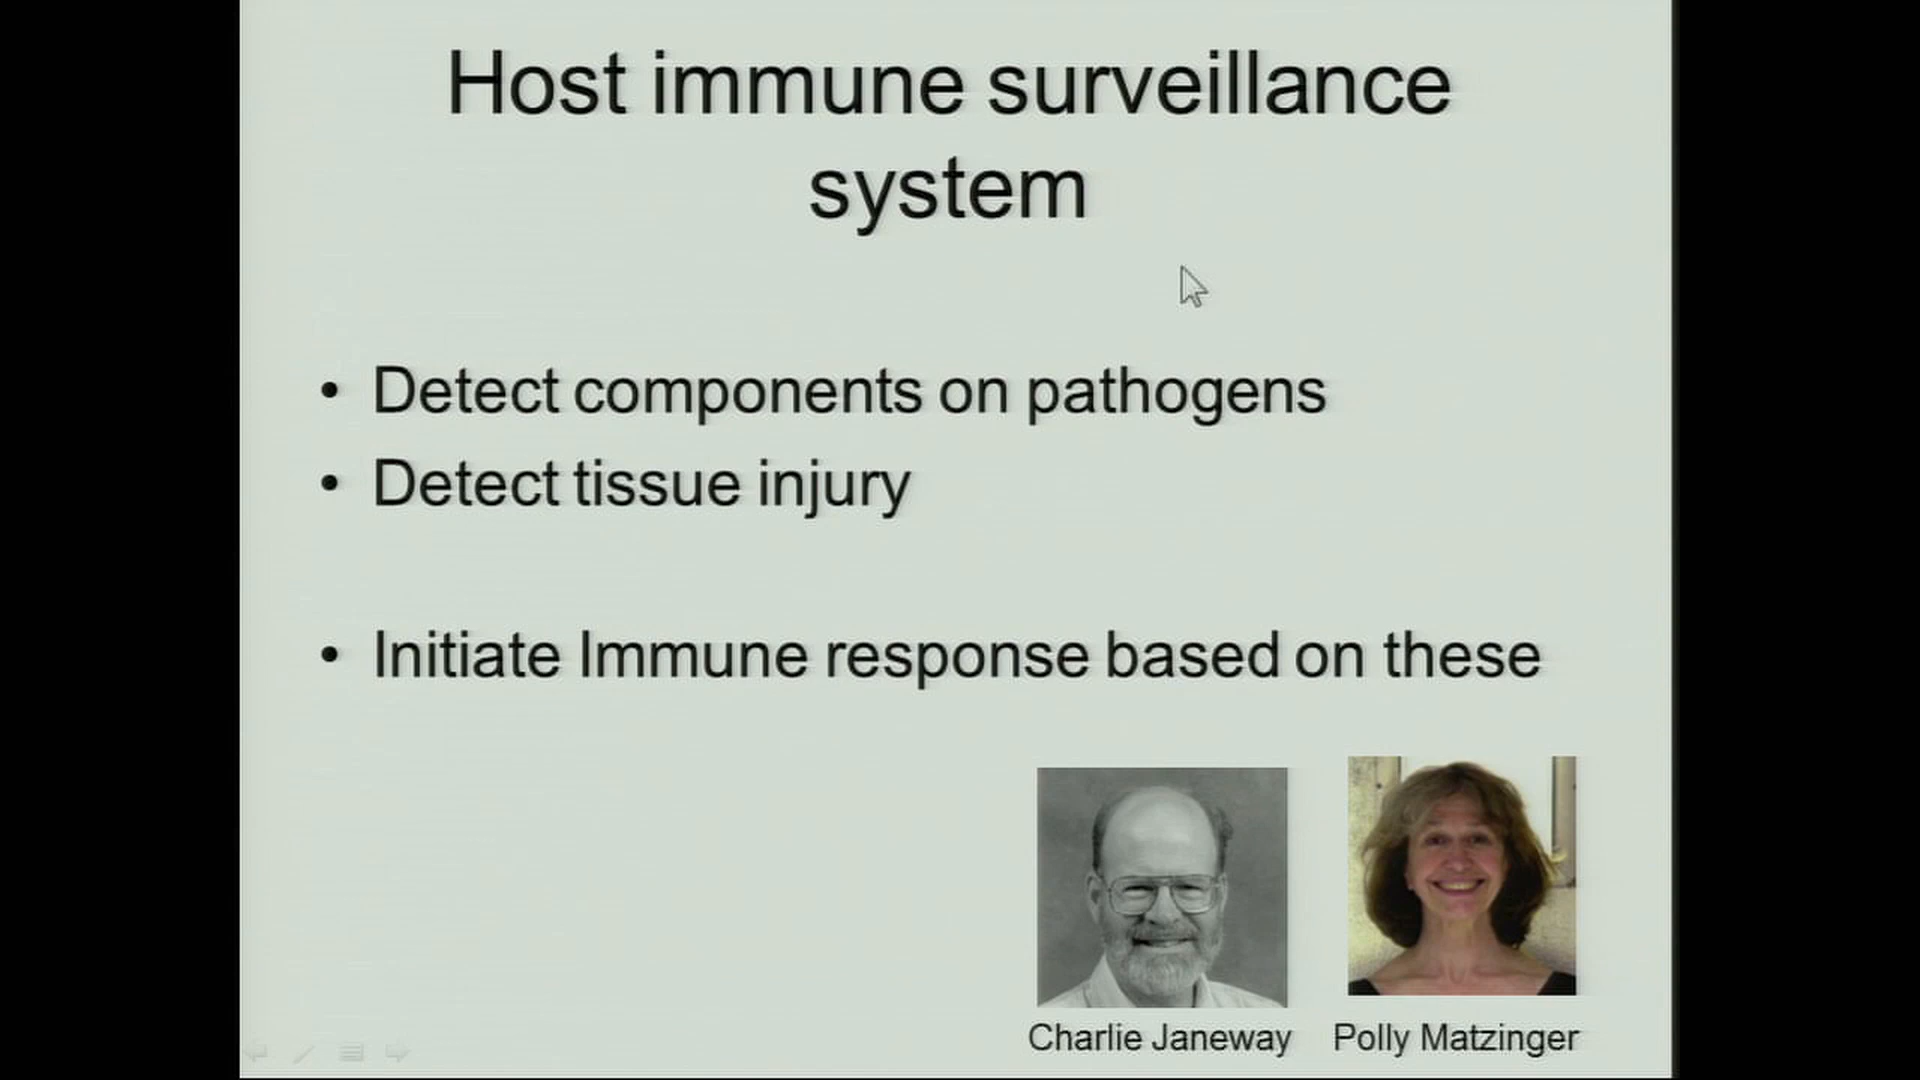 Host immune surveillance
system
• Detect components on pathogens
• Detect tissue injury
• Initiate Immune response based on these
Charlie Janeway
Polly Matzinger